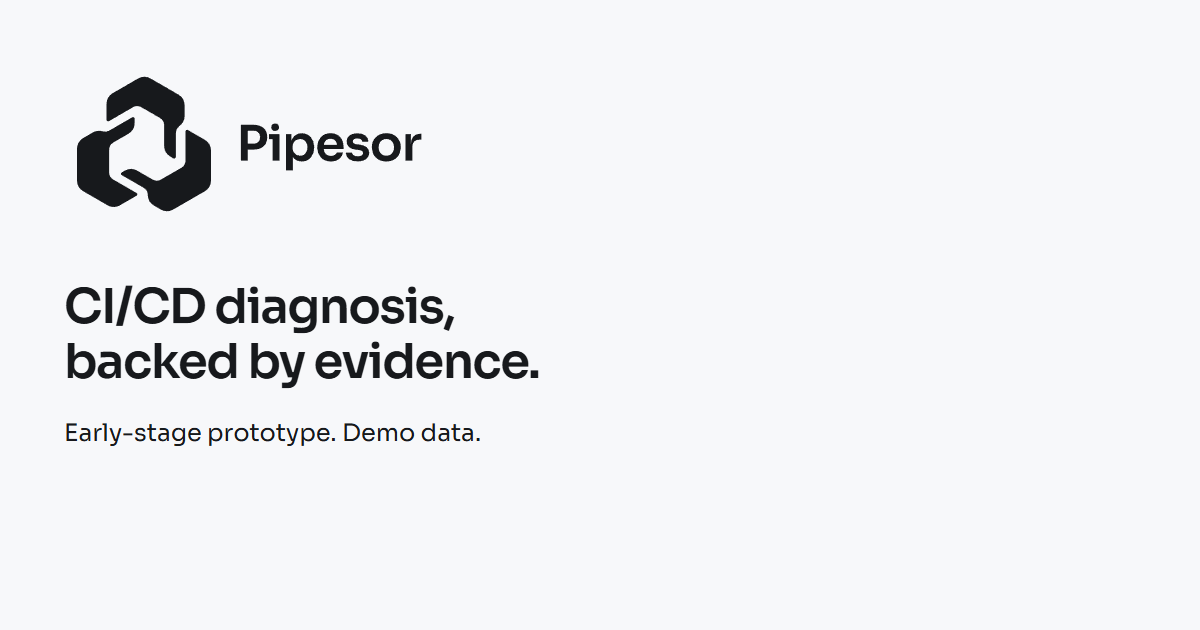 Pipesor
CI/CD diagnosis,
backed by evidence.
Early-stage prototype. Demo data.